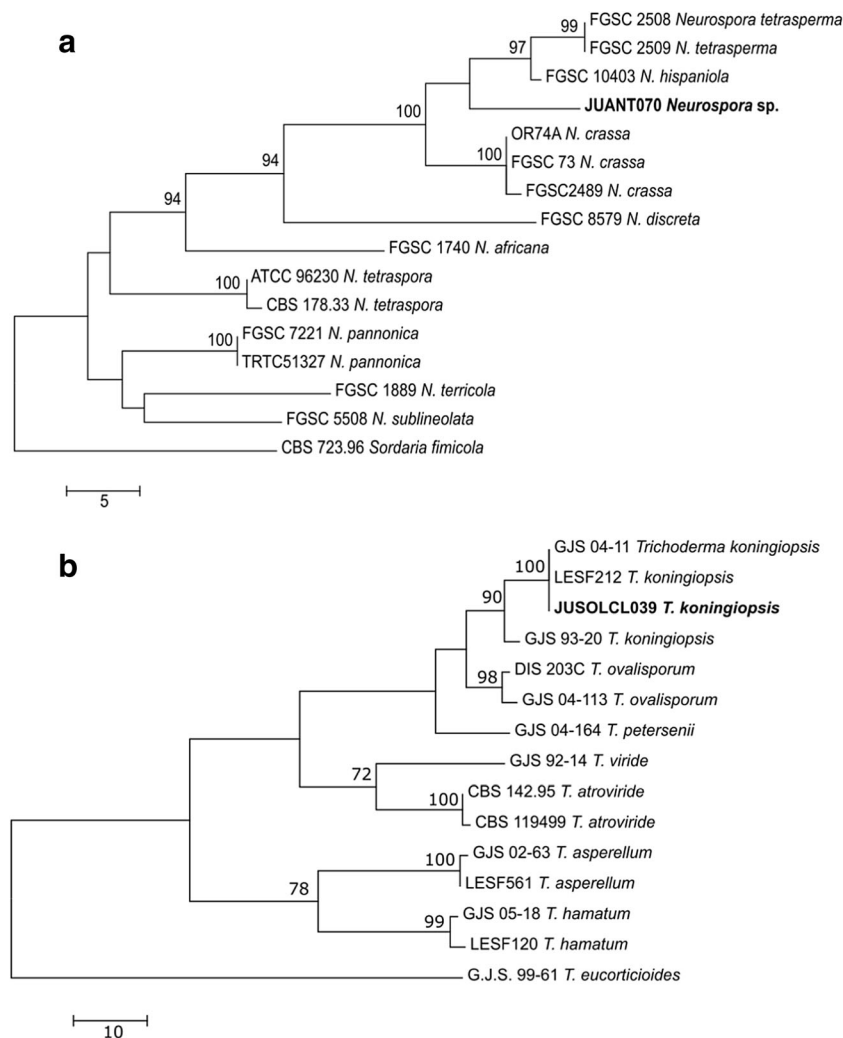 a
FGSC 2508 Neurospora tetrasperma
99
FGSC 2509 N. tetrasperma
97
FGSC 10403 N. hispaniola
JUANT070 Neurospora sp.
100
OR74A N. crassa
100
FGSC 73 N. crassa
FGSC2489 N. crassa
94
FGSC 8579 N. discreta
94
FGSC 1740 N. africana
ATCC 96230 N. tetraspora
100
CBS 178.33 N. tetraspora
FGSC 7221 N. pannonica
100
TRTC51327 N. pannonica
FGSC 1889 N. terricola
FGSC 5508 N. sublineolata
CBS 723.96 Sordaria fimicola
5
b
GJS 04-11 Trichoderma koningiopsis
100
LESF212 T. koningiopsis
90
JUSOLCL039 T. koningiopsis
GJS 93-20 T. koningiopsis
98
DIS 203C T. ovalisporum
GJS 04-113 T. ovalisporum
GJS 04-164 T. petersenii
GJS 92-14 T. viride
72
CBS 142.95 T. atroviride
100
CBS 119499 T. atroviride
GJS 02-63 T. asperellum
100
LESF561 T. asperellum
78
GJS 05-18 T. hamatum
99
LESF120 T. hamatum
G.J.S. 99-61 T. eucorticioides
10